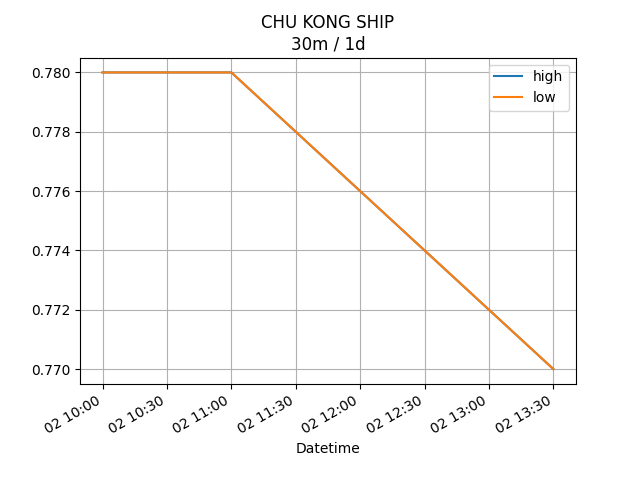 CHU KONG SHIP
30m / 1d
high
low
0.780
0.778
0.776
0.774
0.772
0.770
02 10:00
02 10:30
02 11:00
02 11:30
02 12:00
02 12:30
02 13:00
02 13:30
Datetime